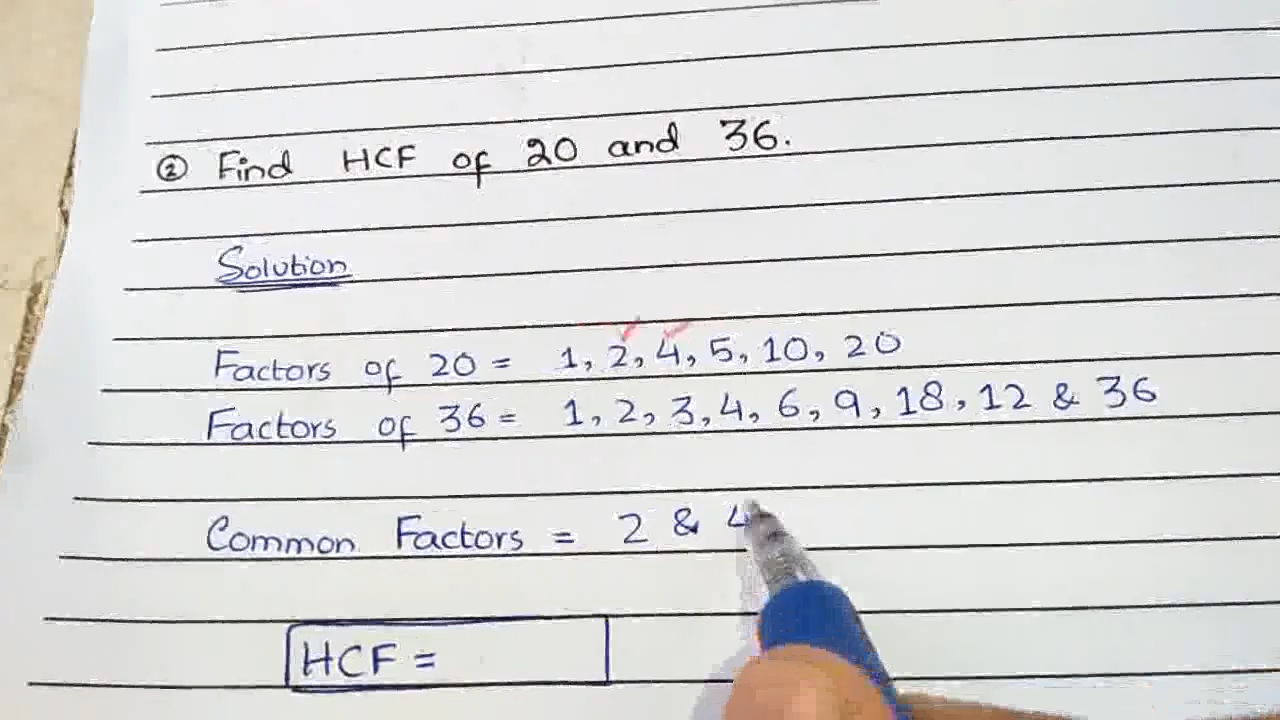 ② Find HCF of 20 and 36.
Solution
Factors of 20 = 1, 2, 4, 5, 10, 20
Factors of 36 = 1, 2, 3, 4, 6, 9, 18, 12 & 36
Common Factors = 2 & 4
HCF =